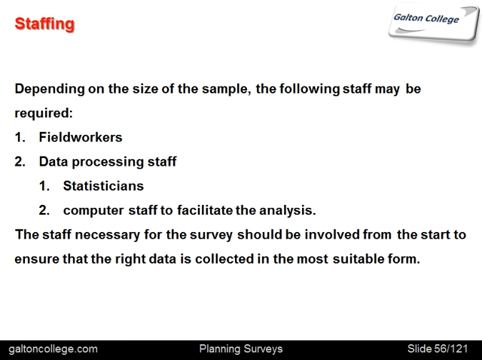 Staffing
Galton College
Depending on the size of the sample, the following staff may be
required:
1. Fieldworkers
2. Data processing staff
1. Statisticians
2. computer staff to facilitate the analysis.
The staff necessary for the survey should be involved from the start to
ensure that the right data is collected in the most suitable form.
galtoncollege.com Planning Surveys Slide 56/121